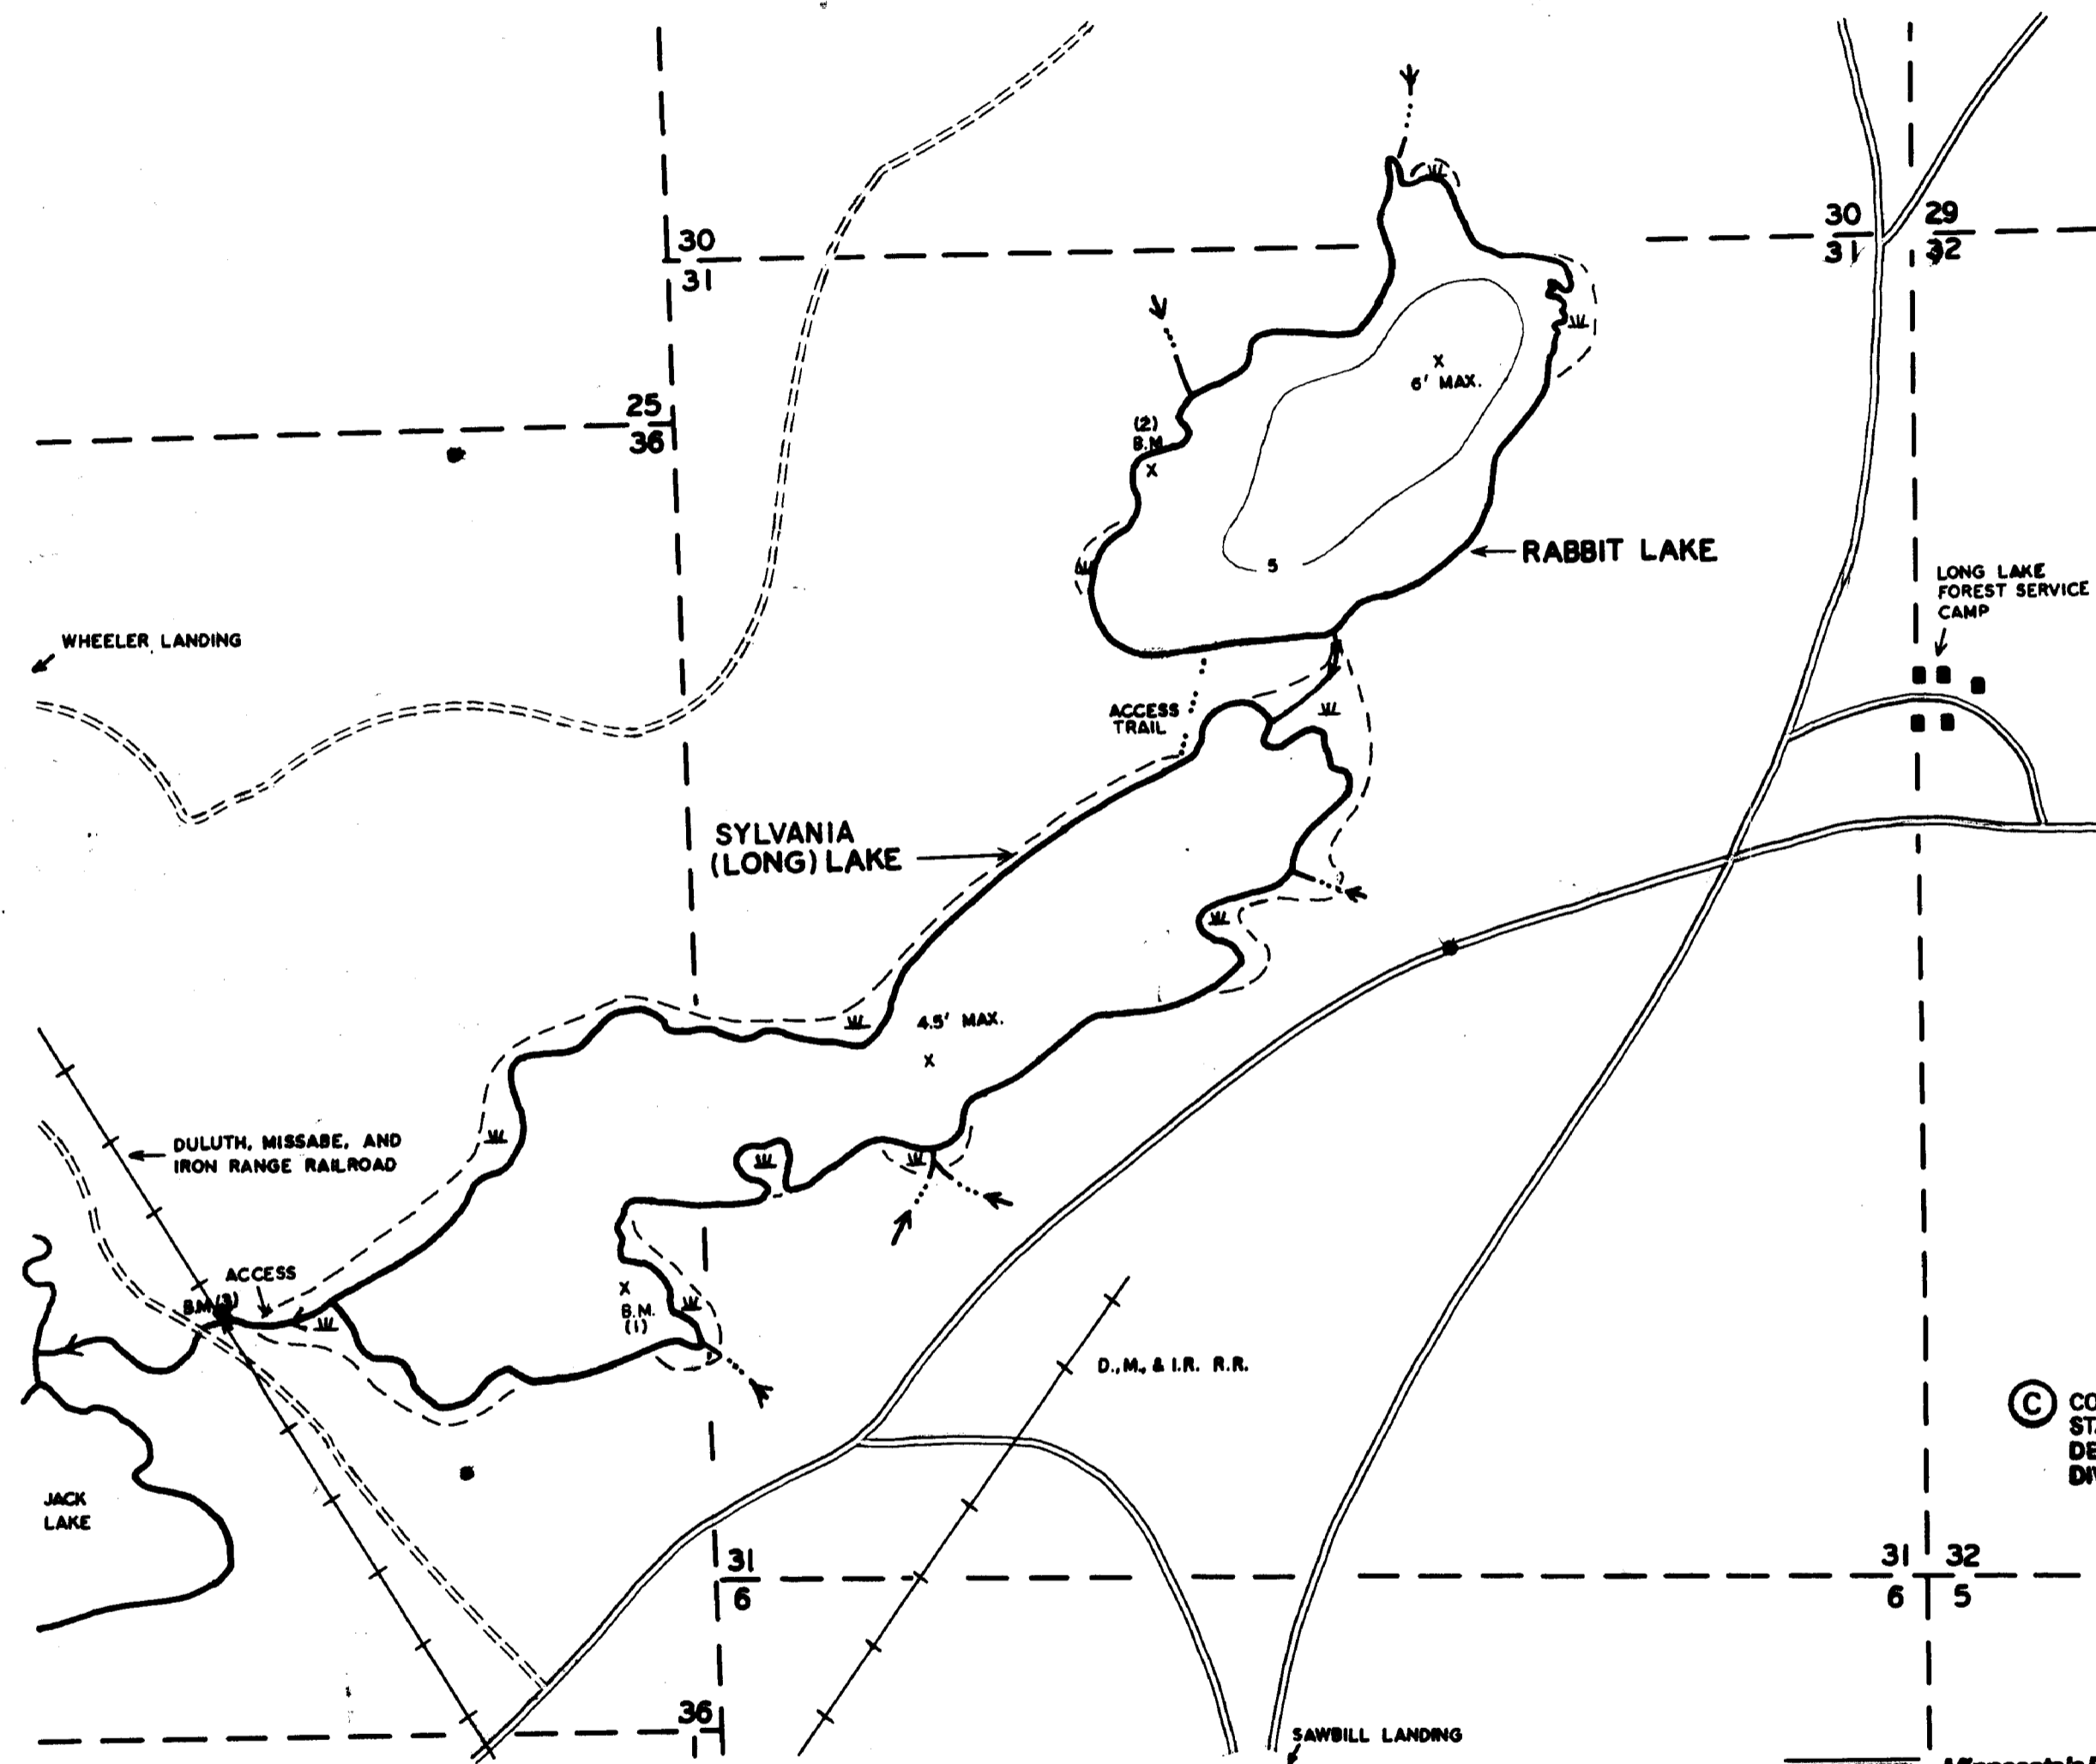 30
31
30
31
29
32
25
36
6' MAX.
(2)
B.M.
5
RABBIT LAKE
LONG LAKE
FOREST SERVICE
CAMP
WHEELER LANDING
ACCESS
TRAIL
SYLVANIA
(LONG) LAKE
4.5' MAX.
DULUTH, MISSABE, AND
IRON RANGE RAILROAD
ACCESS
B.M.(3)
B.M.
(1)
D., M., & I.R. R.R.
©
JACK
LAKE
31
6
31
32
6
5
36
SAWBILL LANDING